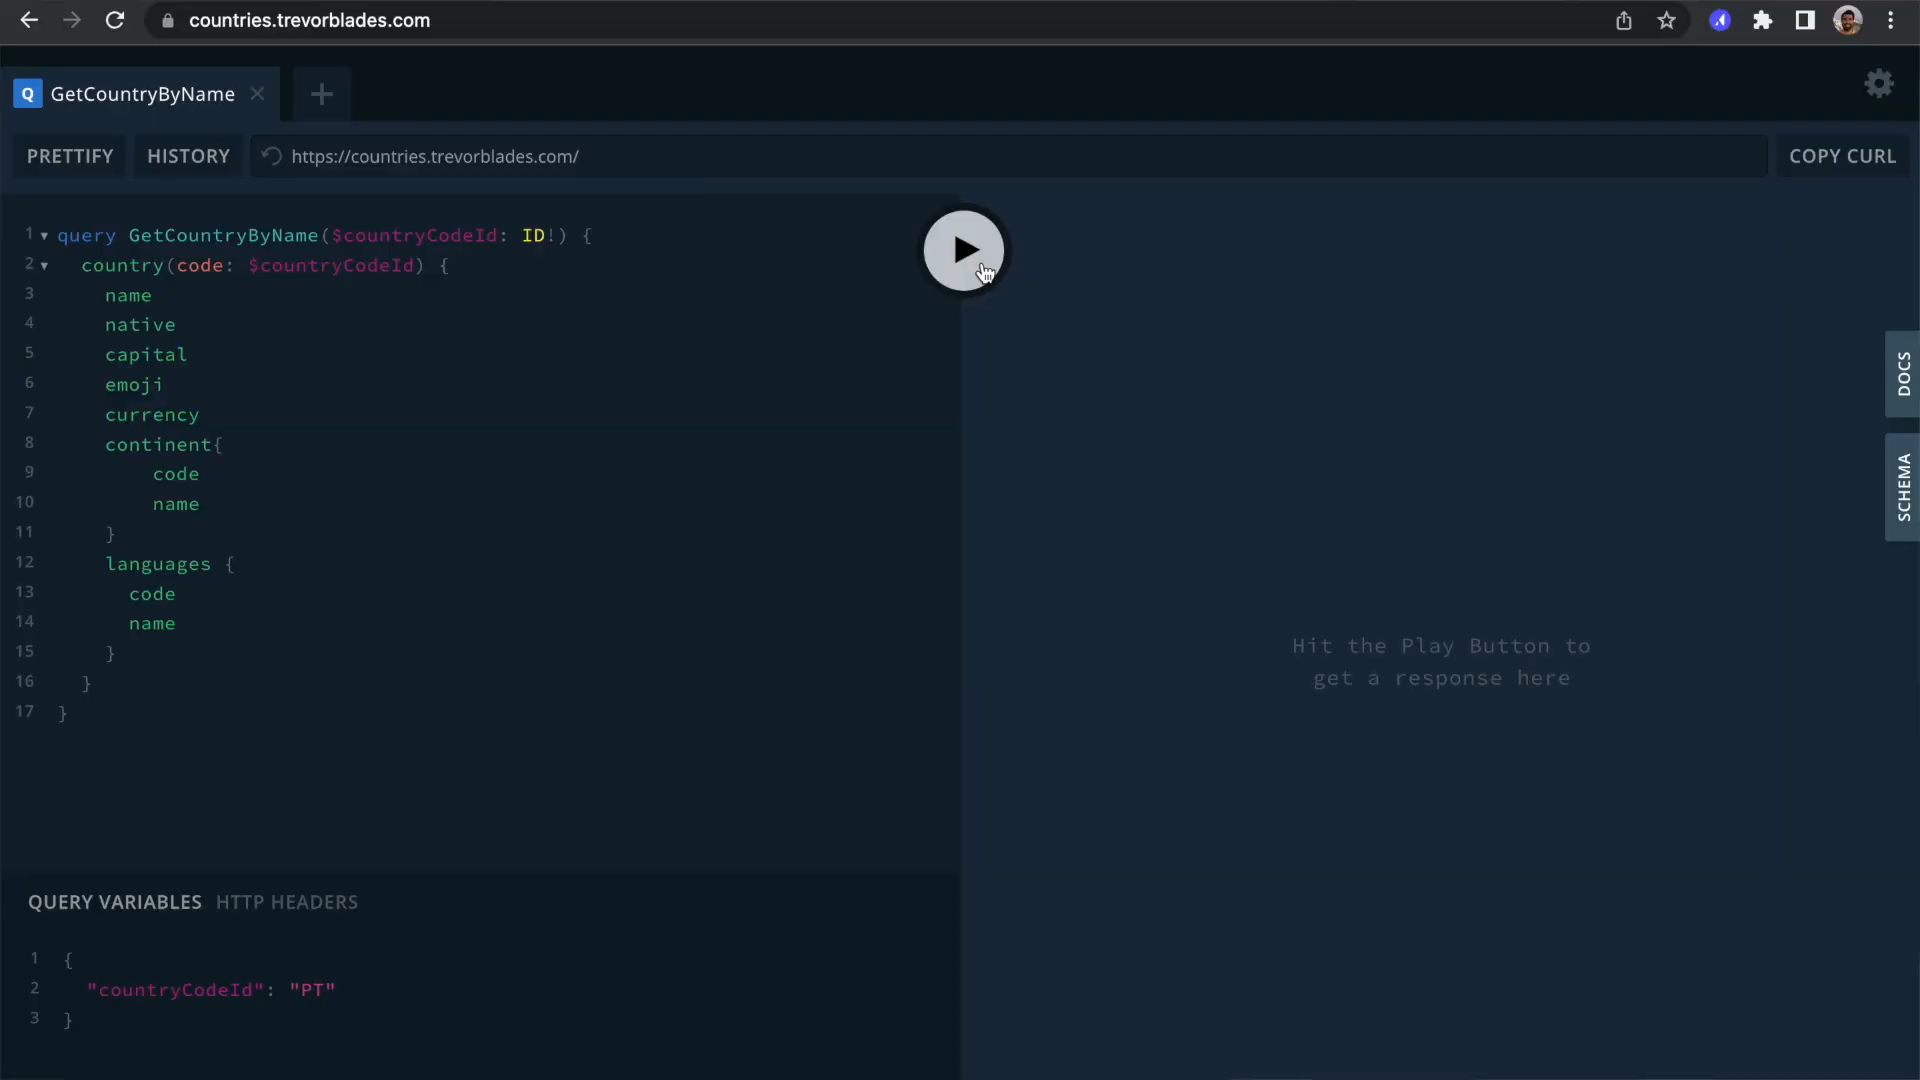 countries.trevorblades.com
Q GetCountryByName
PRETTIFY HISTORY https://countries.trevorblades.com/ COPY CURL
1 query GetCountryByName($countryCodeId: ID!) {
2 country(code: $countryCodeId) {
3 name
4 native
5 capital
6 emoji
7 currency
8 continent{
9 code
10 name
11 }
12 languages {
13 code
14 name
15 }
16 }
17 }
Hit the Play Button to
get a response here
DOCS
SCHEMA
QUERY VARIABLES HTTP HEADERS
1 {
2 "countryCodeId": "PT"
3 }